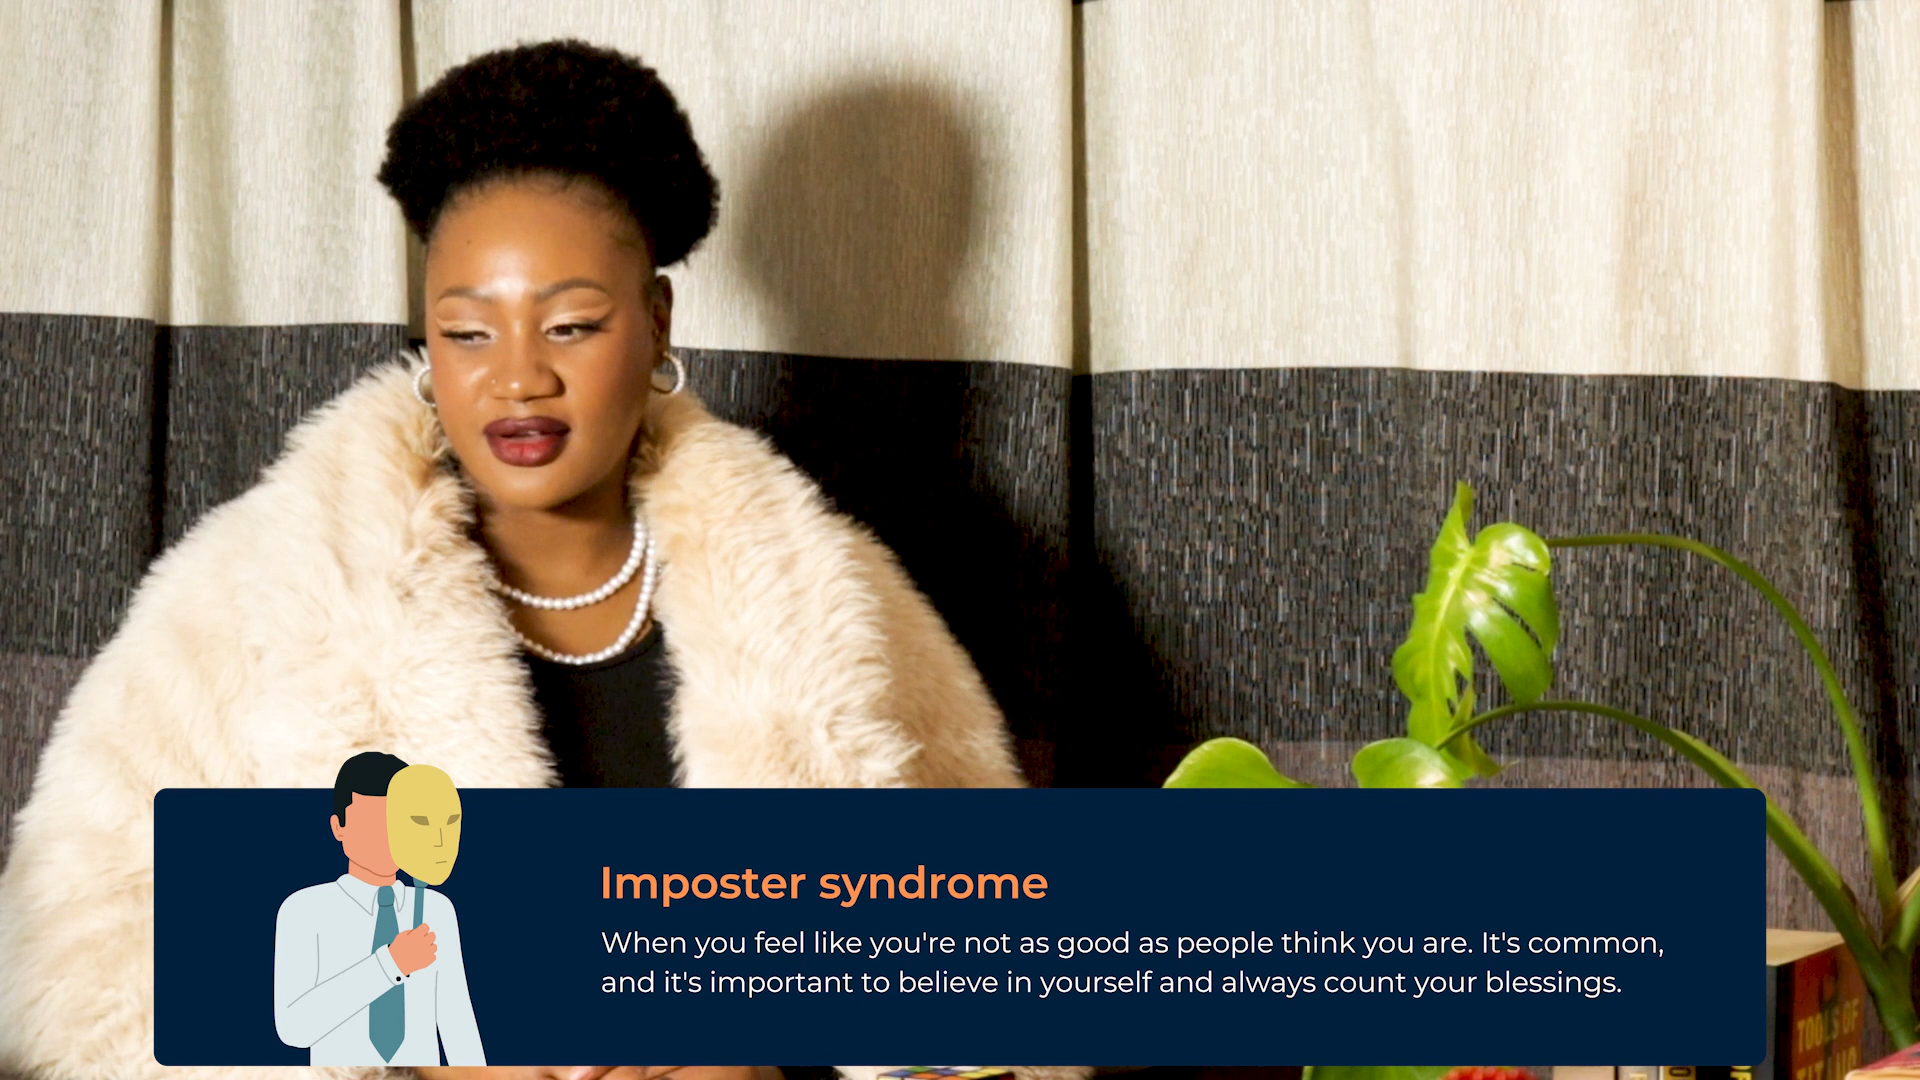 Imposter syndrome
When you feel like you're not as good as people think you are. It's common,
and it's important to believe in yourself and always count your blessings.
OF